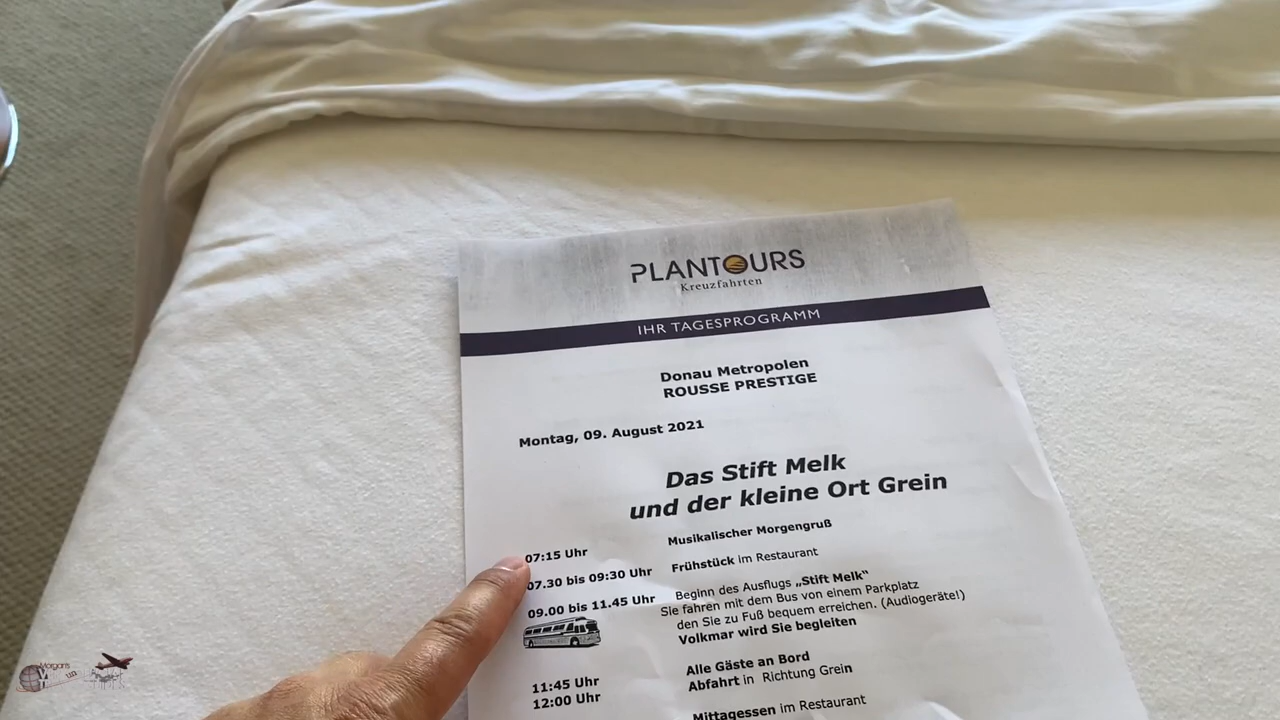 PLANTOURS
Kreuzfahrten
IHR TAGESPROGRAMM
Donau Metropolen
ROUSSE PRESTIGE
Montag, 09. August 2021
Das Stift Melk
und der kleine Ort Grein
07:15 Uhr Musikalischer Morgengruß
07.30 bis 09:30 Uhr Frühstück im Restaurant
09.00 bis 11.45 Uhr Beginn des Ausflugs „Stift Melk“
Sie fahren mit dem Bus von einem Parkplatz
den Sie zu Fuß bequem erreichen. (Audiogeräte!)
Volkmar wird Sie begleiten
11:45 Uhr Alle Gäste an Bord
12:00 Uhr Abfahrt in Richtung Grein
Mittagessen im Restaurant
Morgan's